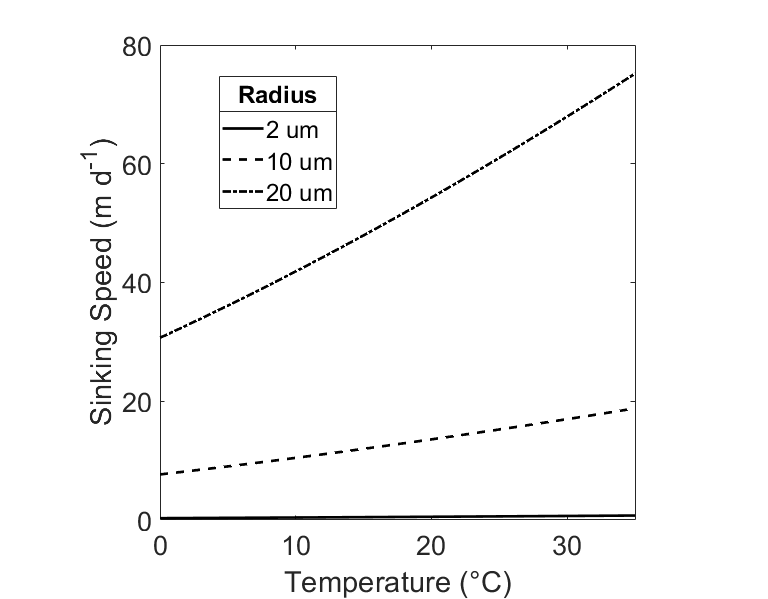 80
60
40
20
0
Sinking Speed (m d⁻¹)
Radius
2 um
10 um
20 um
0 10 20 30
Temperature (°C)